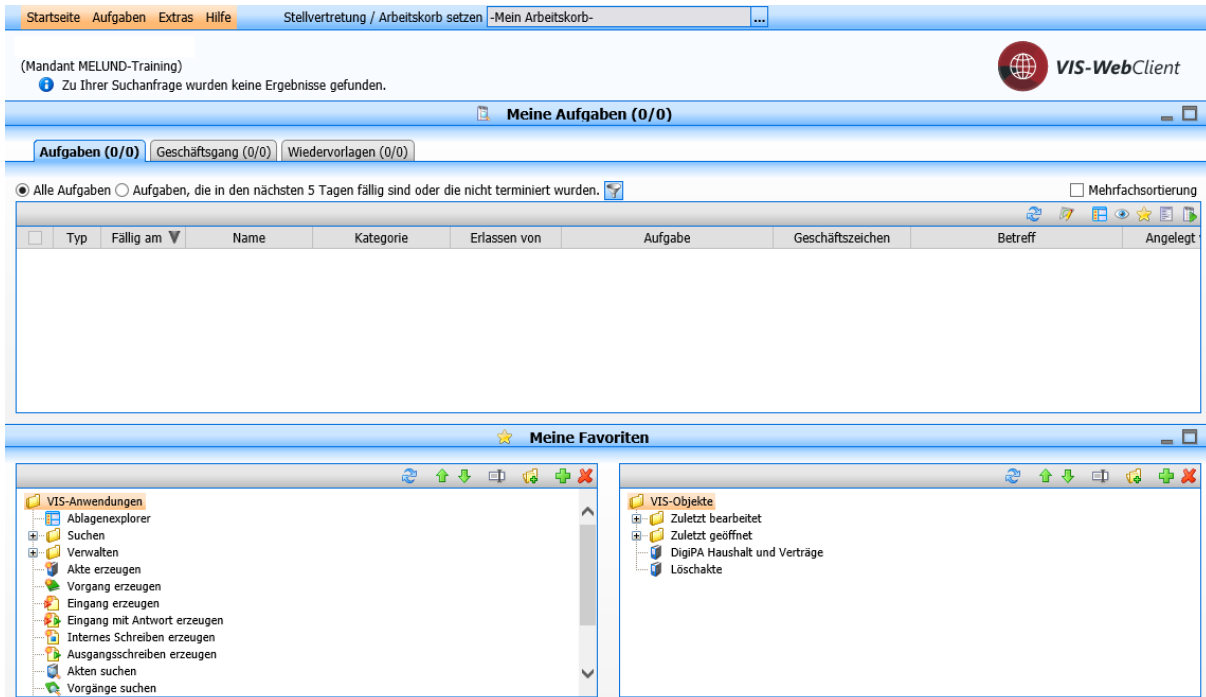 Startseite Aufgaben Extras Hilfe Stellvertretung / Arbeitskorb setzen -Mein Arbeitskorb- ...
(Mandant MELUND-Training)
Zu Ihrer Suchanfrage wurden keine Ergebnisse gefunden.
VIS-WebClient
Meine Aufgaben (0/0)
Aufgaben (0/0) Geschäftsgang (0/0) Wiedervorlagen (0/0)
Alle Aufgaben Aufgaben, die in den nächsten 5 Tagen fällig sind oder die nicht terminiert wurden. Mehrfachsortierung
Typ Fällig am Name Kategorie Erlassen von Aufgabe Geschäftszeichen Betreff Angelegt
Meine Favoriten
VIS-Anwendungen
Ablagenexplorer
Suchen
Verwalten
Akte erzeugen
Vorgang erzeugen
Eingang erzeugen
Eingang mit Antwort erzeugen
Internes Schreiben erzeugen
Ausgangsschreiben erzeugen
Akten suchen
Vorgänge suchen
VIS-Objekte
Zuletzt bearbeitet
Zuletzt geöffnet
DigiPA Haushalt und Verträge
Löschakte